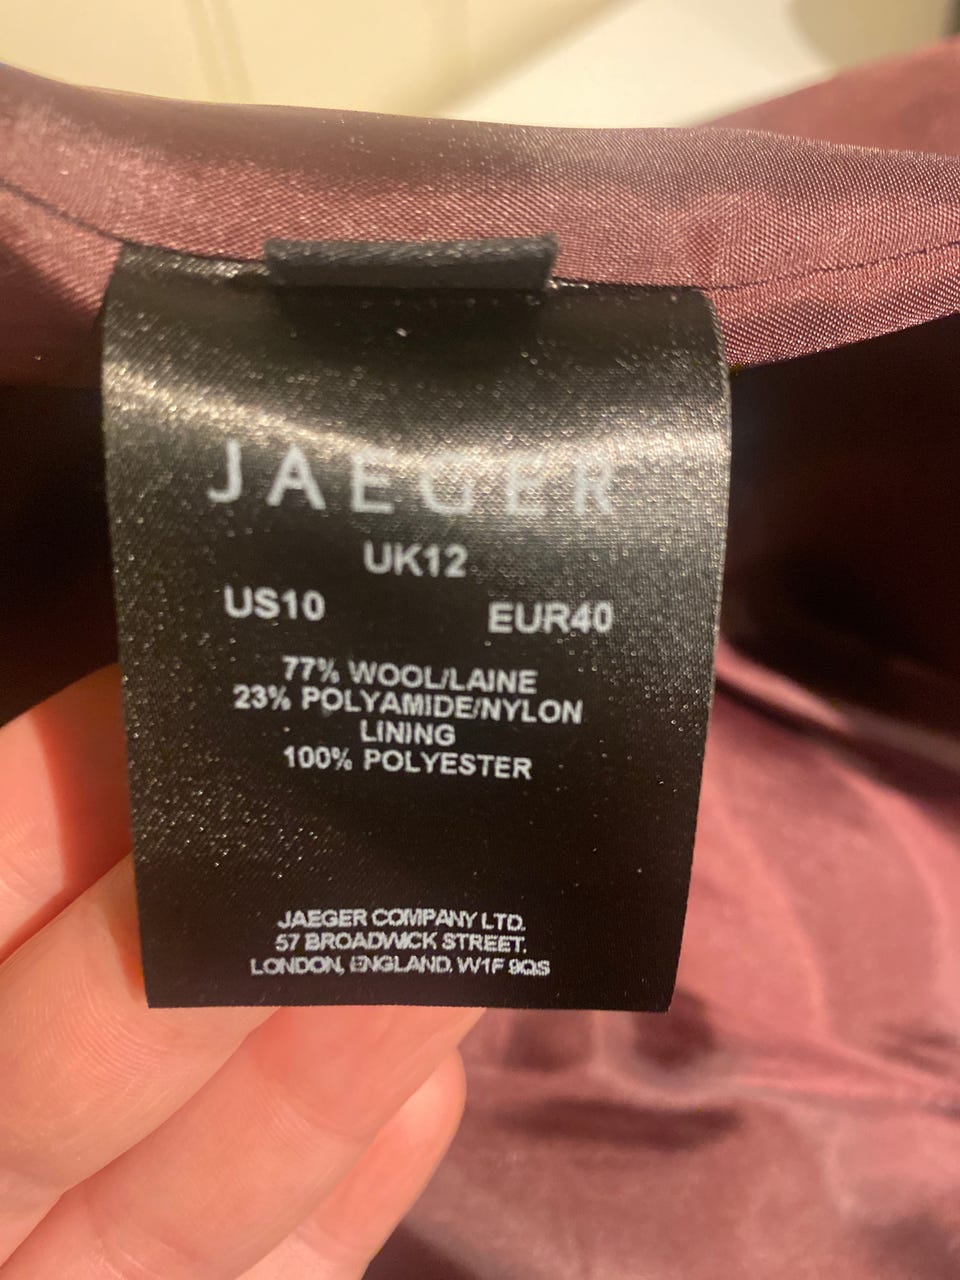 JAEGER
UK12
US10 EUR40
77% WOOL/LAINE
23% POLYAMIDE/NYLON
LINING
100% POLYESTER
JAEGER COMPANY LTD.
57 BROADWICK STREET.
LONDON, ENGLAND. W1F 9QS